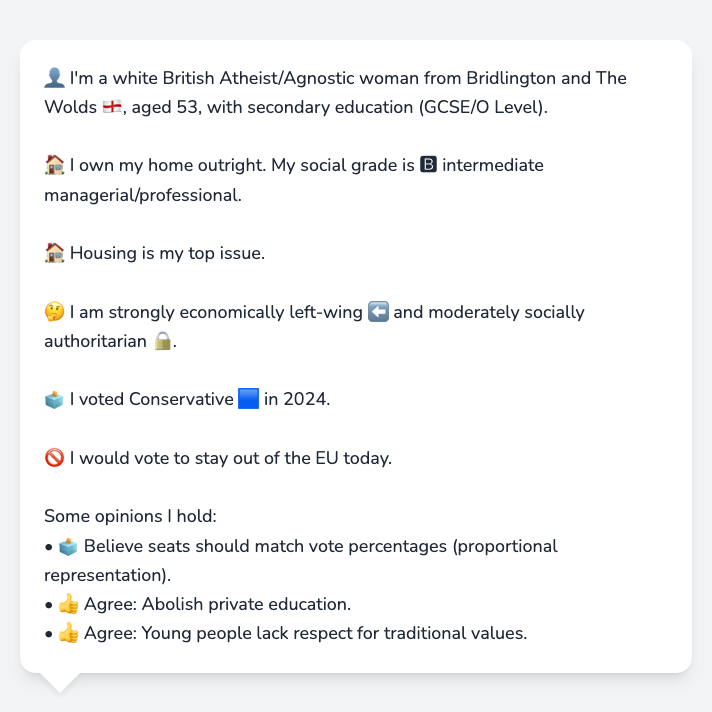 👤 I'm a white British Atheist/Agnostic woman from Bridlington and The
Wolds 🏴󠁧󠁢󠁥󠁮󠁧󠁿, aged 53, with secondary education (GCSE/O Level).
🏠 I own my home outright. My social grade is 🅱 intermediate
managerial/professional.
🏠 Housing is my top issue.
🤔 I am strongly economically left-wing ⬅️ and moderately socially
authoritarian 🔒.
🗳️ I voted Conservative 🟦 in 2024.
🚫 I would vote to stay out of the EU today.
Some opinions I hold:
• 🗳️ Believe seats should match vote percentages (proportional
representation).
• 👍 Agree: Abolish private education.
• 👍 Agree: Young people lack respect for traditional values.